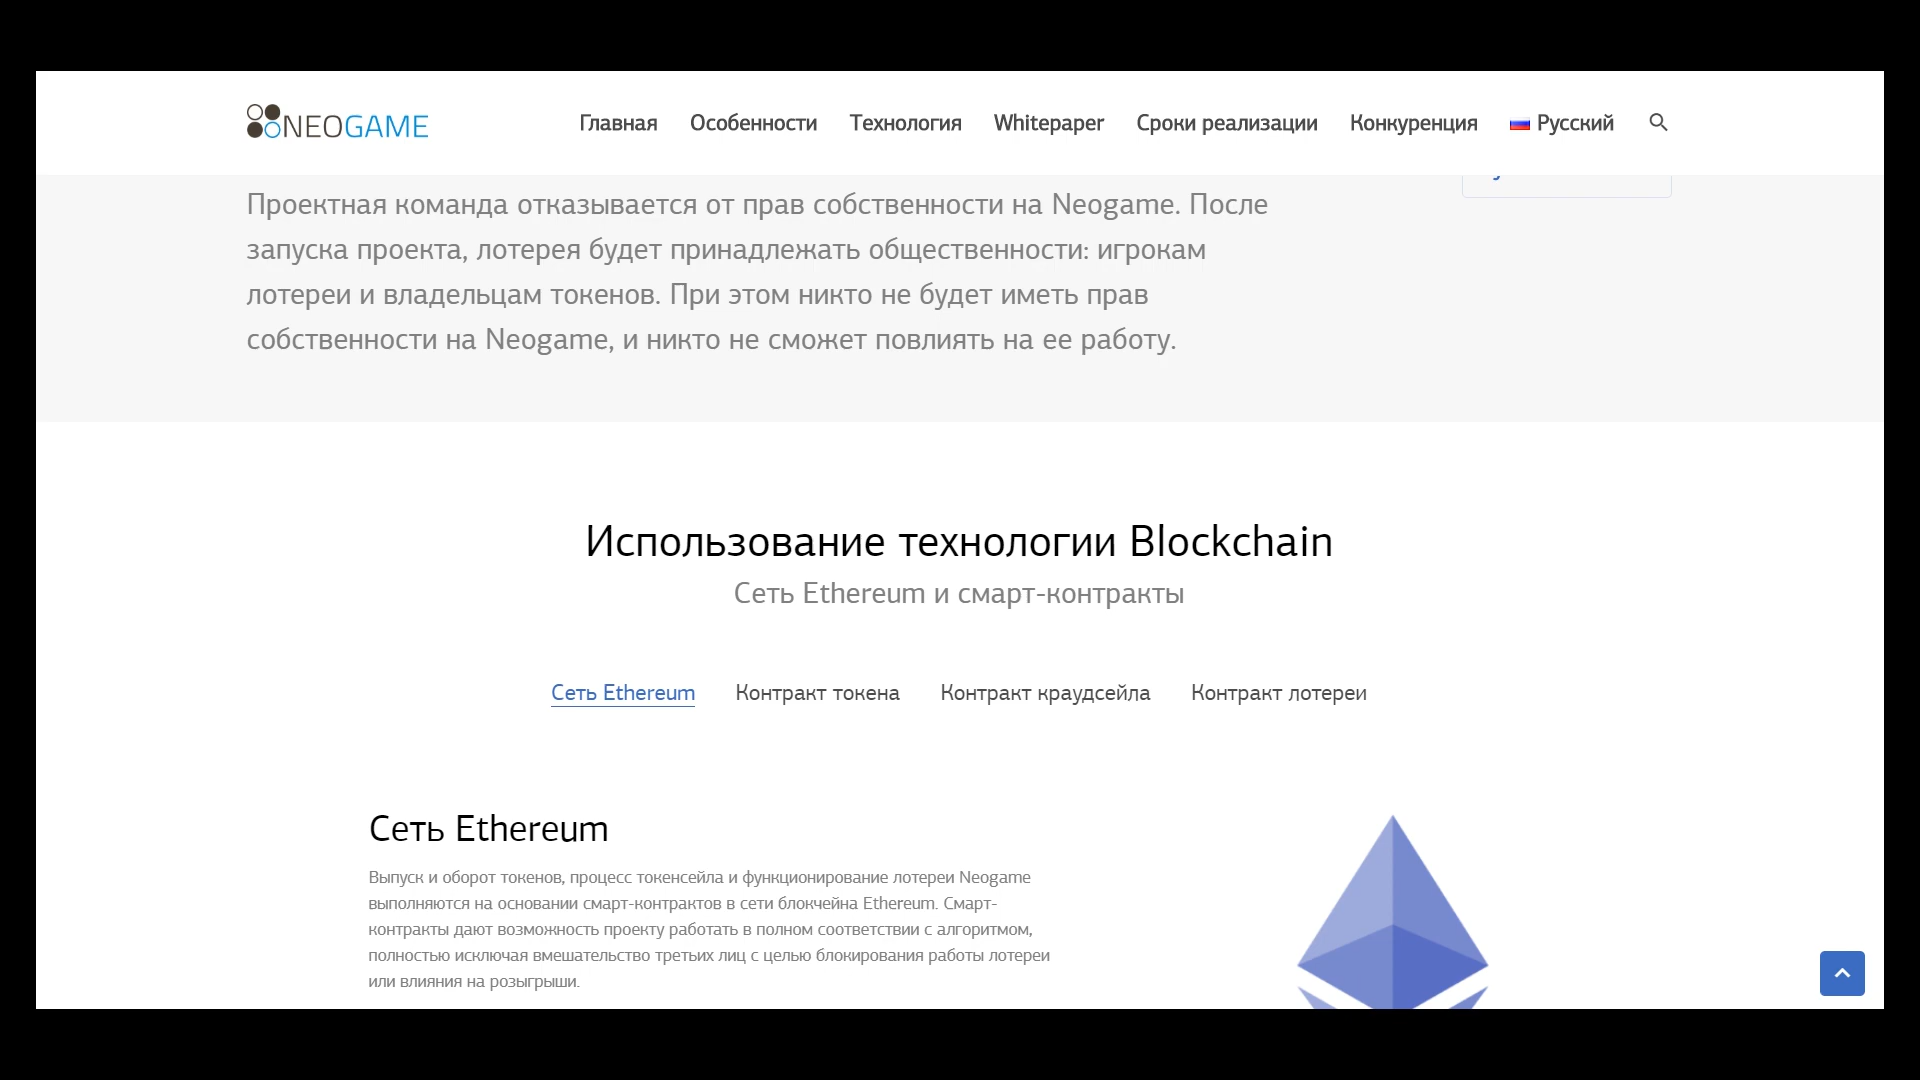 NEOGAME
Главная Особенности Технология Whitepaper Сроки реализации Конкуренция Русский
Проектная команда отказывается от прав собственности на Neogame. После
запуска проекта, лотерея будет принадлежать общественности: игрокам
лотереи и владельцам токенов. При этом никто не будет иметь прав
собственности на Neogame, и никто не сможет повлиять на ее работу.
Использование технологии Blockchain
Сеть Ethereum и смарт-контракты
Сеть Ethereum Контракт токена Контракт краудсейла Контракт лотереи
Сеть Ethereum
Выпуск и оборот токенов, процесс токенсейла и функционирование лотереи Neogame
выполняются на основании смарт-контрактов в сети блокчейна Ethereum. Смарт-
контракты дают возможность проекту работать в полном соответствии с алгоритмом,
полностью исключая вмешательство третьих лиц с целью блокирования работы лотереи
или влияния на розыгрыши.